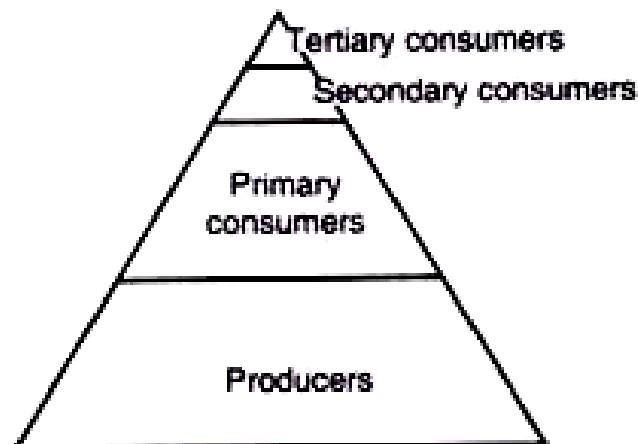 Tertiary consumers
Secondary consumers
Primary
consumers
Producers